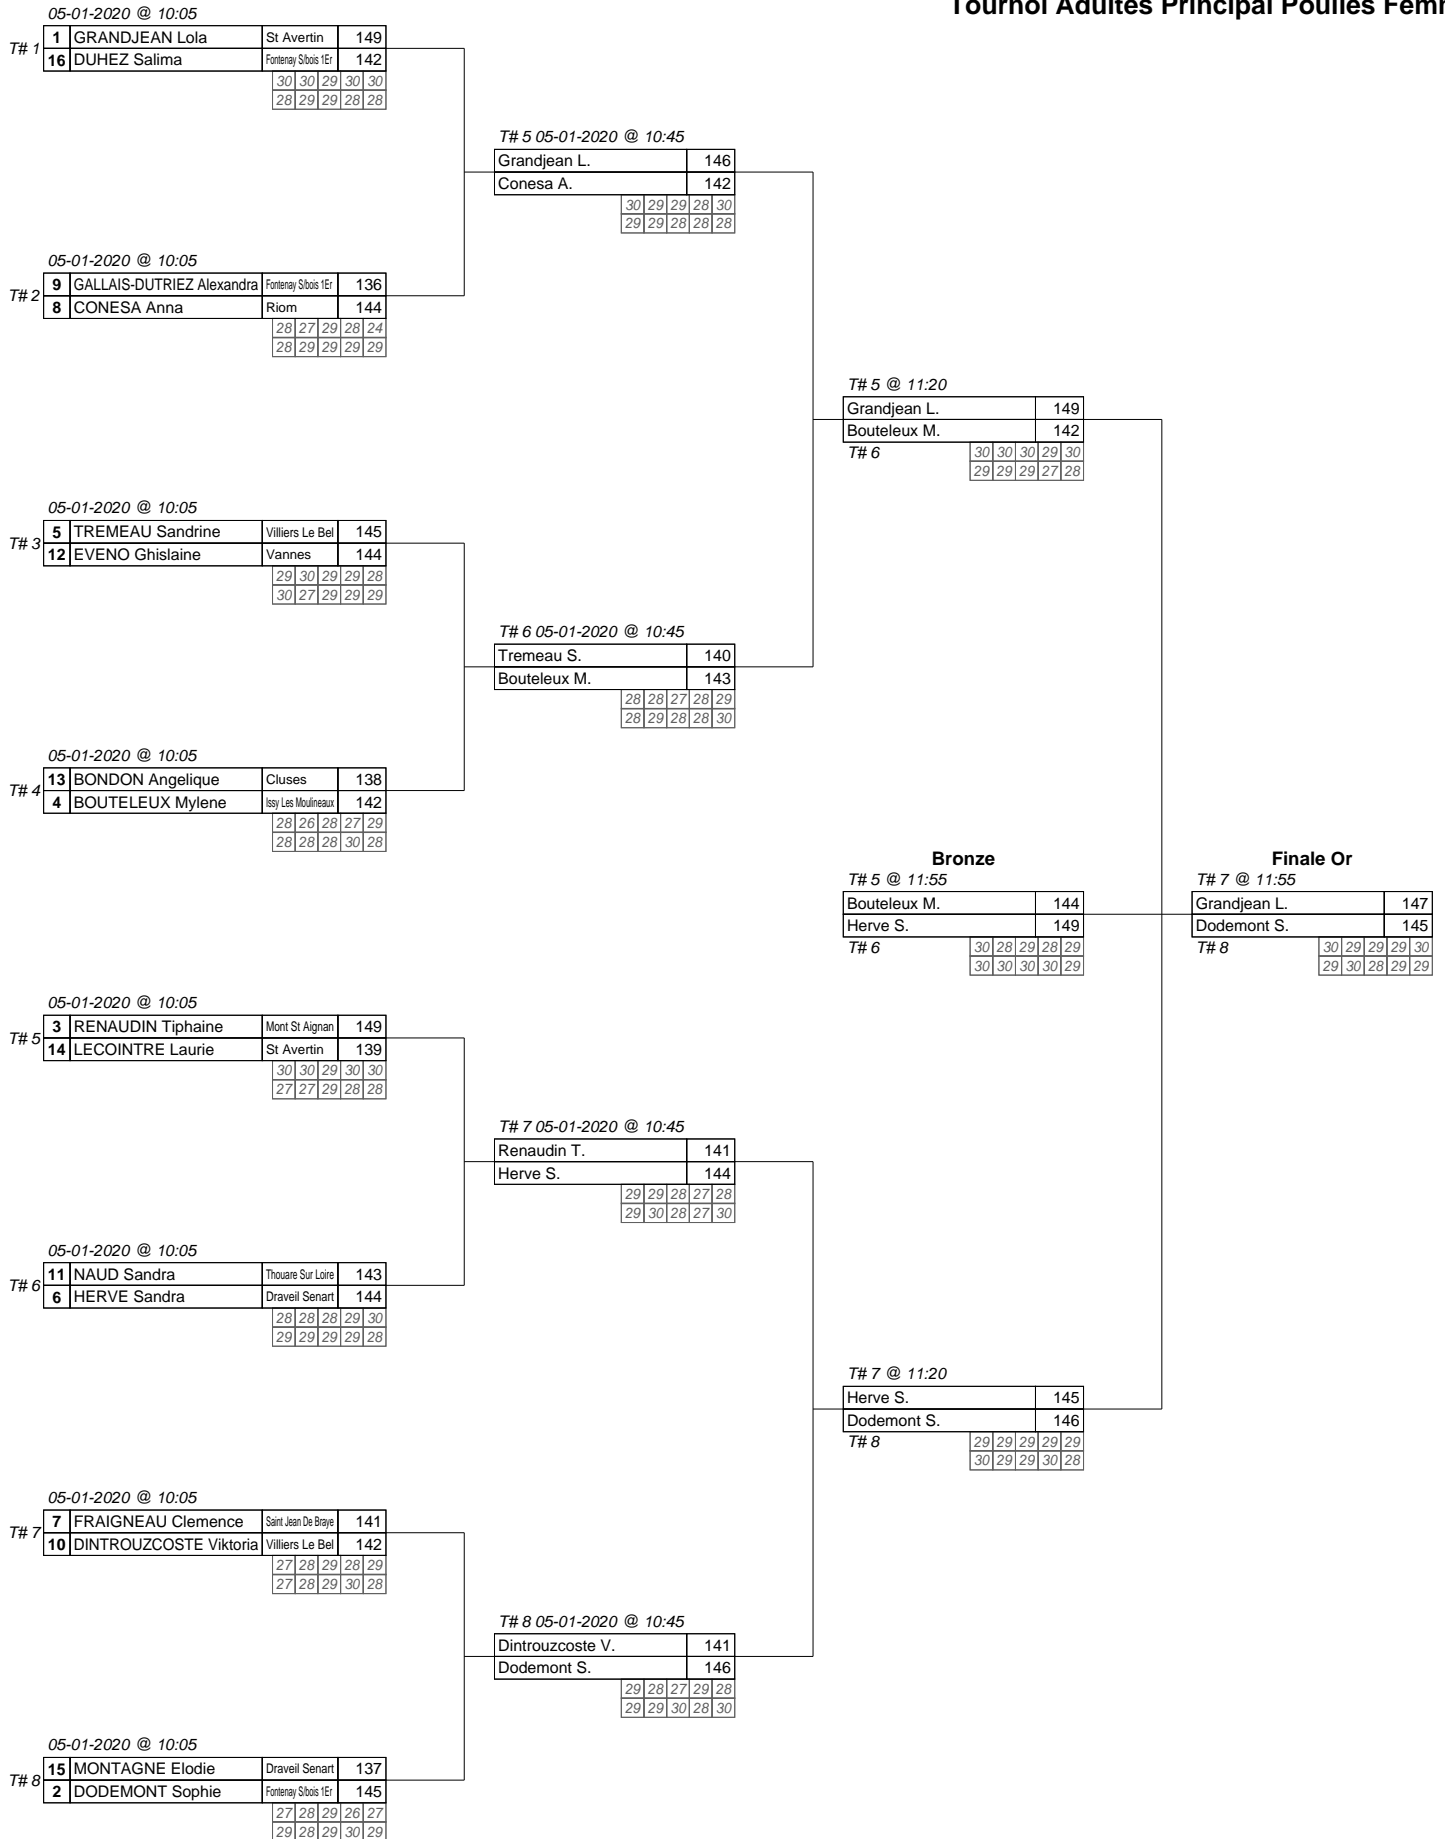 Tournoi Adultes Principal Poulies
05-01-2020 @ 10:05
T# 1
1 GRANDJEAN Lola St Avertin 149
16 DUHEZ Salima Fontenay S/bois 1Er 142
30 30 29 30 30
28 29 29 28 28
T# 5 05-01-2020 @ 10:45
Grandjean L. 146
Conesa A. 142
30 29 29 28 30
29 29 28 28 28
05-01-2020 @ 10:05
T# 2
9 GALLAIS-DUTRIEZ Alexandra Fontenay S/bois 1Er 136
8 CONESA Anna Riom 144
28 27 29 28 24
28 29 29 29 29
T# 5 @ 11:20
Grandjean L. 149
Bouteleux M. 142
T# 6 30 30 30 29 30
29 29 29 27 28
05-01-2020 @ 10:05
T# 3
5 TREMEAU Sandrine Villiers Le Bel 145
12 EVENO Ghislaine Vannes 144
29 30 29 29 28
30 27 29 29 29
T# 6 05-01-2020 @ 10:45
Tremeau S. 140
Bouteleux M. 143
28 28 27 28 29
28 29 28 28 30
05-01-2020 @ 10:05
T# 4
13 BONDON Angelique Cluses 138
4 BOUTELEUX Mylene Issy Les Moulineaux 142
28 26 28 27 29
28 28 28 30 28
Bronze
T# 5 @ 11:55
Bouteleux M. 144
Herve S. 149
T# 6 30 28 29 28 29
30 30 30 30 29
Finale Or
T# 7 @ 11:55
Grandjean L. 147
Dodemont S. 145
T# 8 30 29 29 29 30
29 30 28 29 29
05-01-2020 @ 10:05
T# 5
3 RENAUDIN Tiphaine Mont St Aignan 149
14 LECOINTRE Laurie St Avertin 139
30 30 29 30 30
27 27 29 28 28
T# 7 05-01-2020 @ 10:45
Renaudin T. 141
Herve S. 144
29 29 28 27 28
29 30 28 27 30
05-01-2020 @ 10:05
T# 6
11 NAUD Sandra Thouare Sur Loire 143
6 HERVE Sandra Draveil Senart 144
28 28 28 29 30
29 29 29 29 28
T# 7 @ 11:20
Herve S. 145
Dodemont S. 146
T# 8 29 29 29 29 29
30 29 29 30 28
05-01-2020 @ 10:05
T# 7
7 FRAIGNEAU Clemence Saint Jean De Braye 141
10 DINTROUZCOSTE Viktoria Villiers Le Bel 142
27 28 29 28 29
27 28 29 30 28
T# 8 05-01-2020 @ 10:45
Dintrouzcoste V. 141
Dodemont S. 146
29 28 27 29 28
29 29 30 28 30
05-01-2020 @ 10:05
T# 8
15 MONTAGNE Elodie Draveil Senart 137
2 DODEMONT Sophie Fontenay S/bois 1Er 145
27 28 29 26 27
29 28 29 30 29